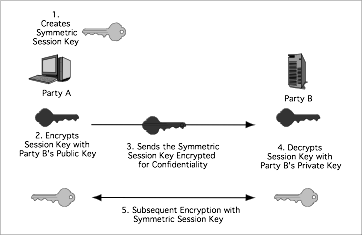 1.
Creates
Symmetric
Session Key
Party A
Party B
2. Encrypts
Session Key with
Party B's Public Key
3. Sends the Symmetric
Session Key Encrypted
for Confidentiality
4. Decrypts
Session Key with
Party B's Private Key
5. Subsequent Encryption with
Symmetric Session Key